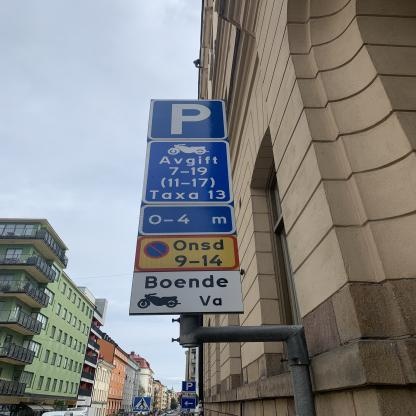 P
Avgift
7-19
(11-17)
Taxa 13
0-4 m
Onsd
9-14
Boende
Va
P